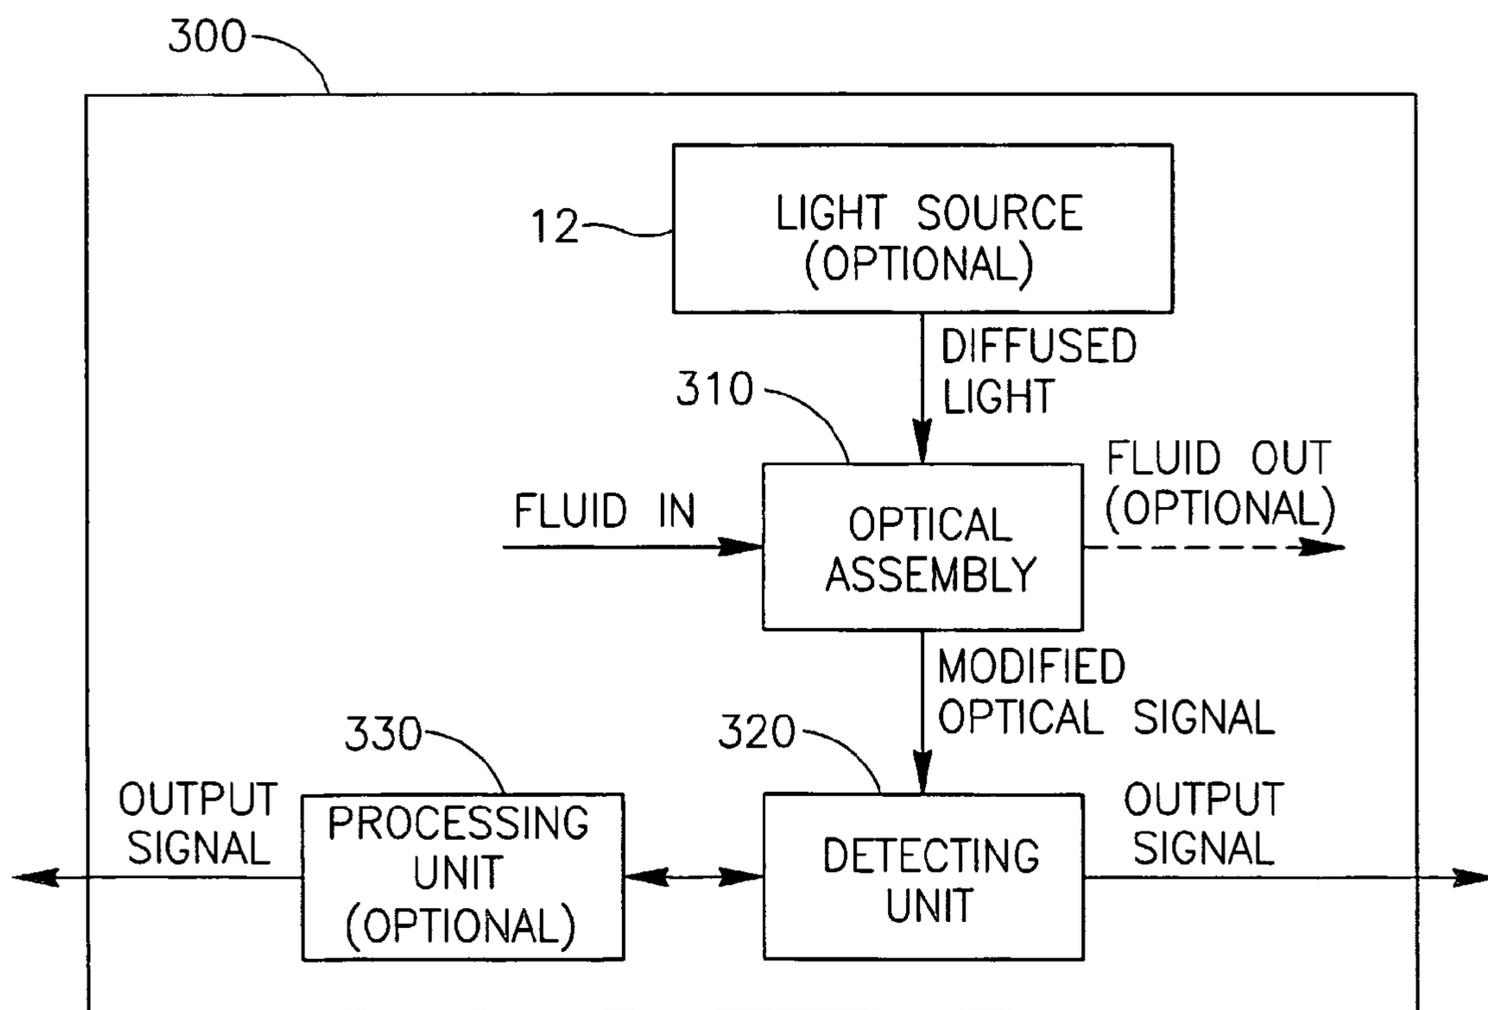 300
12
LIGHT SOURCE
(OPTIONAL)
DIFFUSED
LIGHT
310
FLUID IN
OPTICAL
ASSEMBLY
FLUID OUT
(OPTIONAL)
MODIFIED
OPTICAL SIGNAL
330
320
OUTPUT
SIGNAL
PROCESSING
UNIT
(OPTIONAL)
DETECTING
UNIT
OUTPUT
SIGNAL